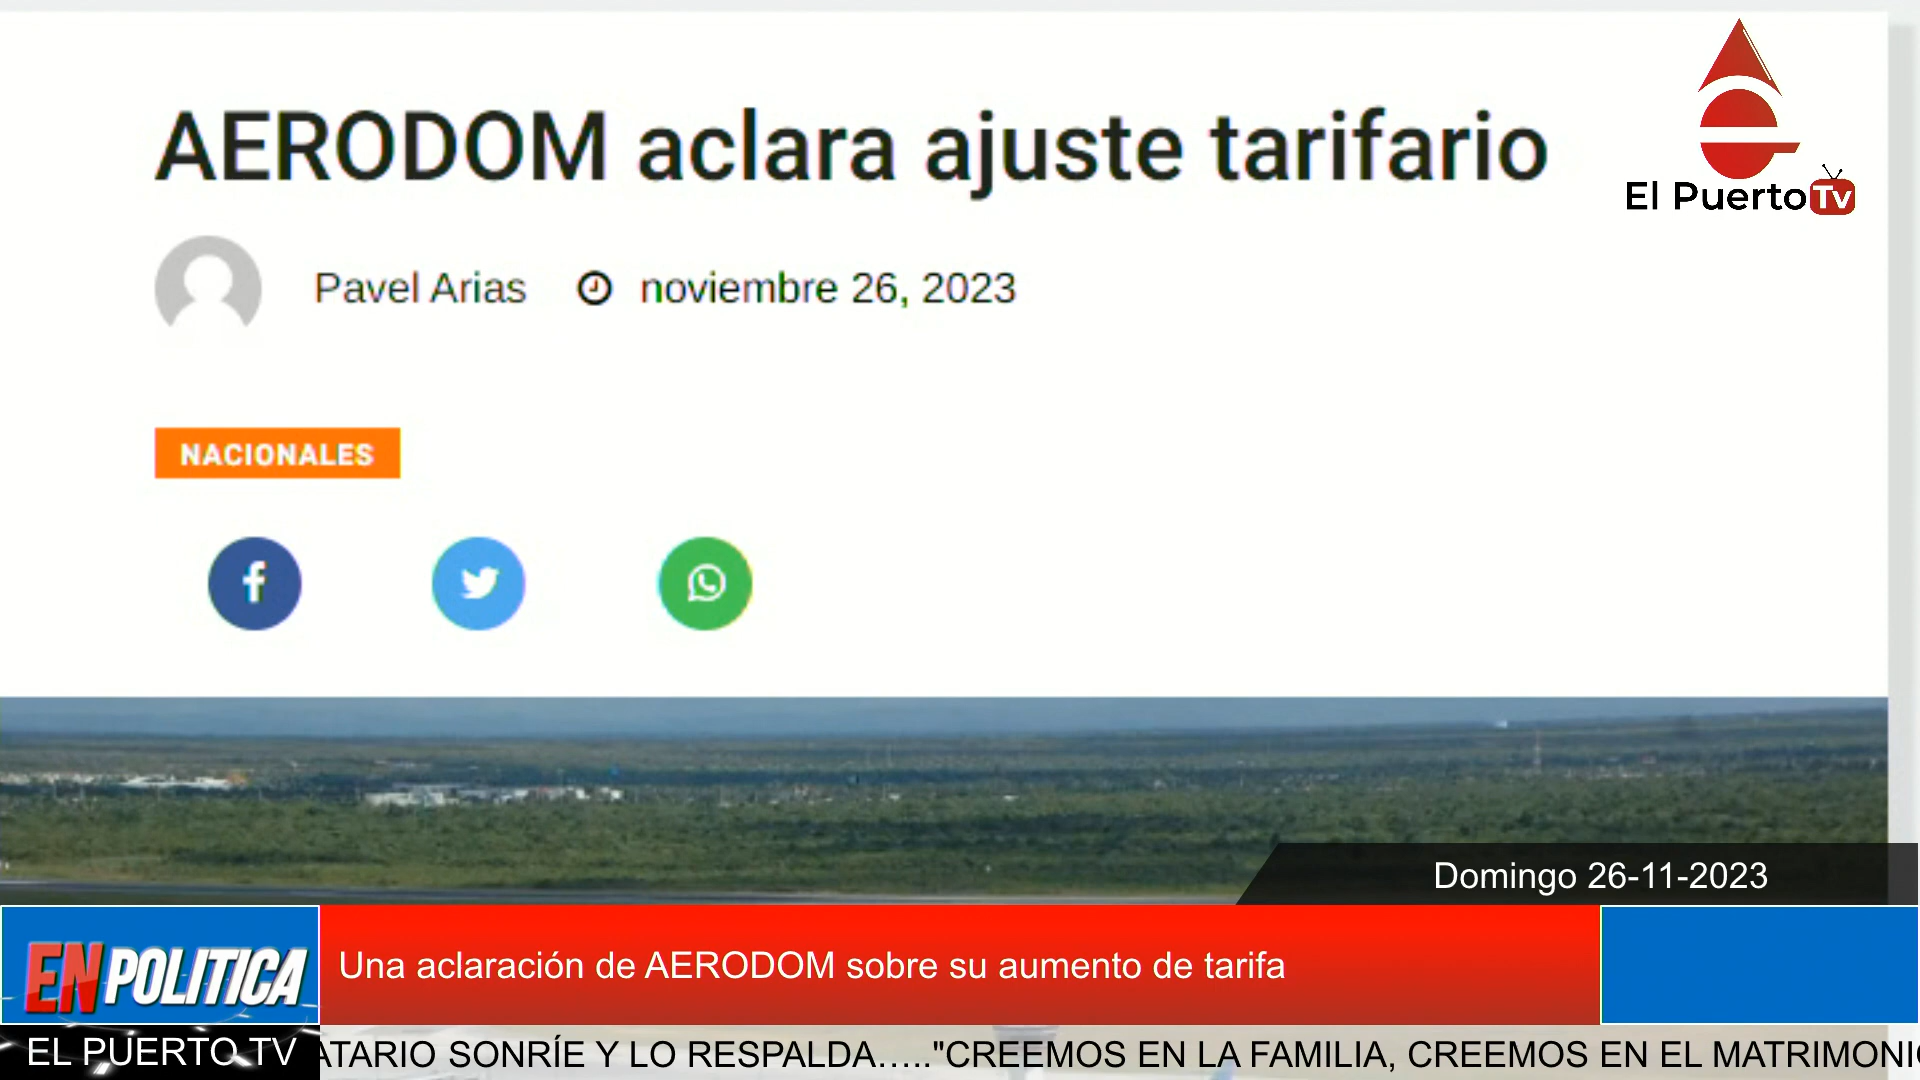 AERODOM aclara ajuste tarifario
El Puerto Tv
Pavel Arias noviembre 26, 2023
NACIONALES
Domingo 26-11-2023
EN POLITICA
Una aclaración de AERODOM sobre su aumento de tarifa
EL PUERTO TV
SONRÍE Y LO RESPALDA….."CREEMOS EN LA FAMILIA, CREEMOS EN EL